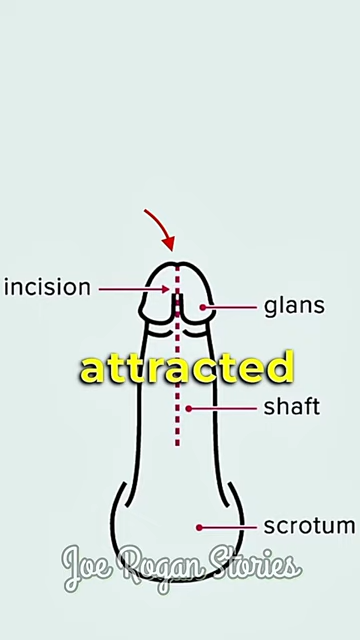 incision
glans
attracted
shaft
scrotum
Joe Rogan Stories